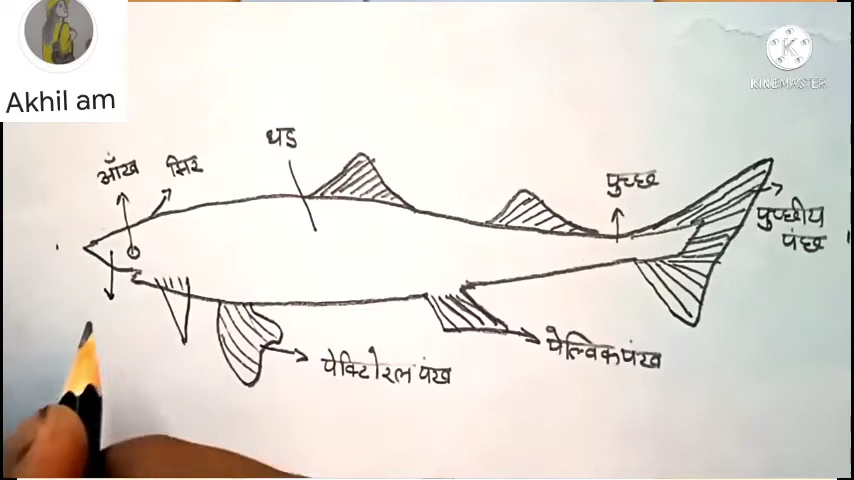 Akhil am
KINEMASTER
धड
आँख
सिर
पुच्छ
पुच्छीय
पंछ
पेक्टिोरल पंख
पेल्विक पंख